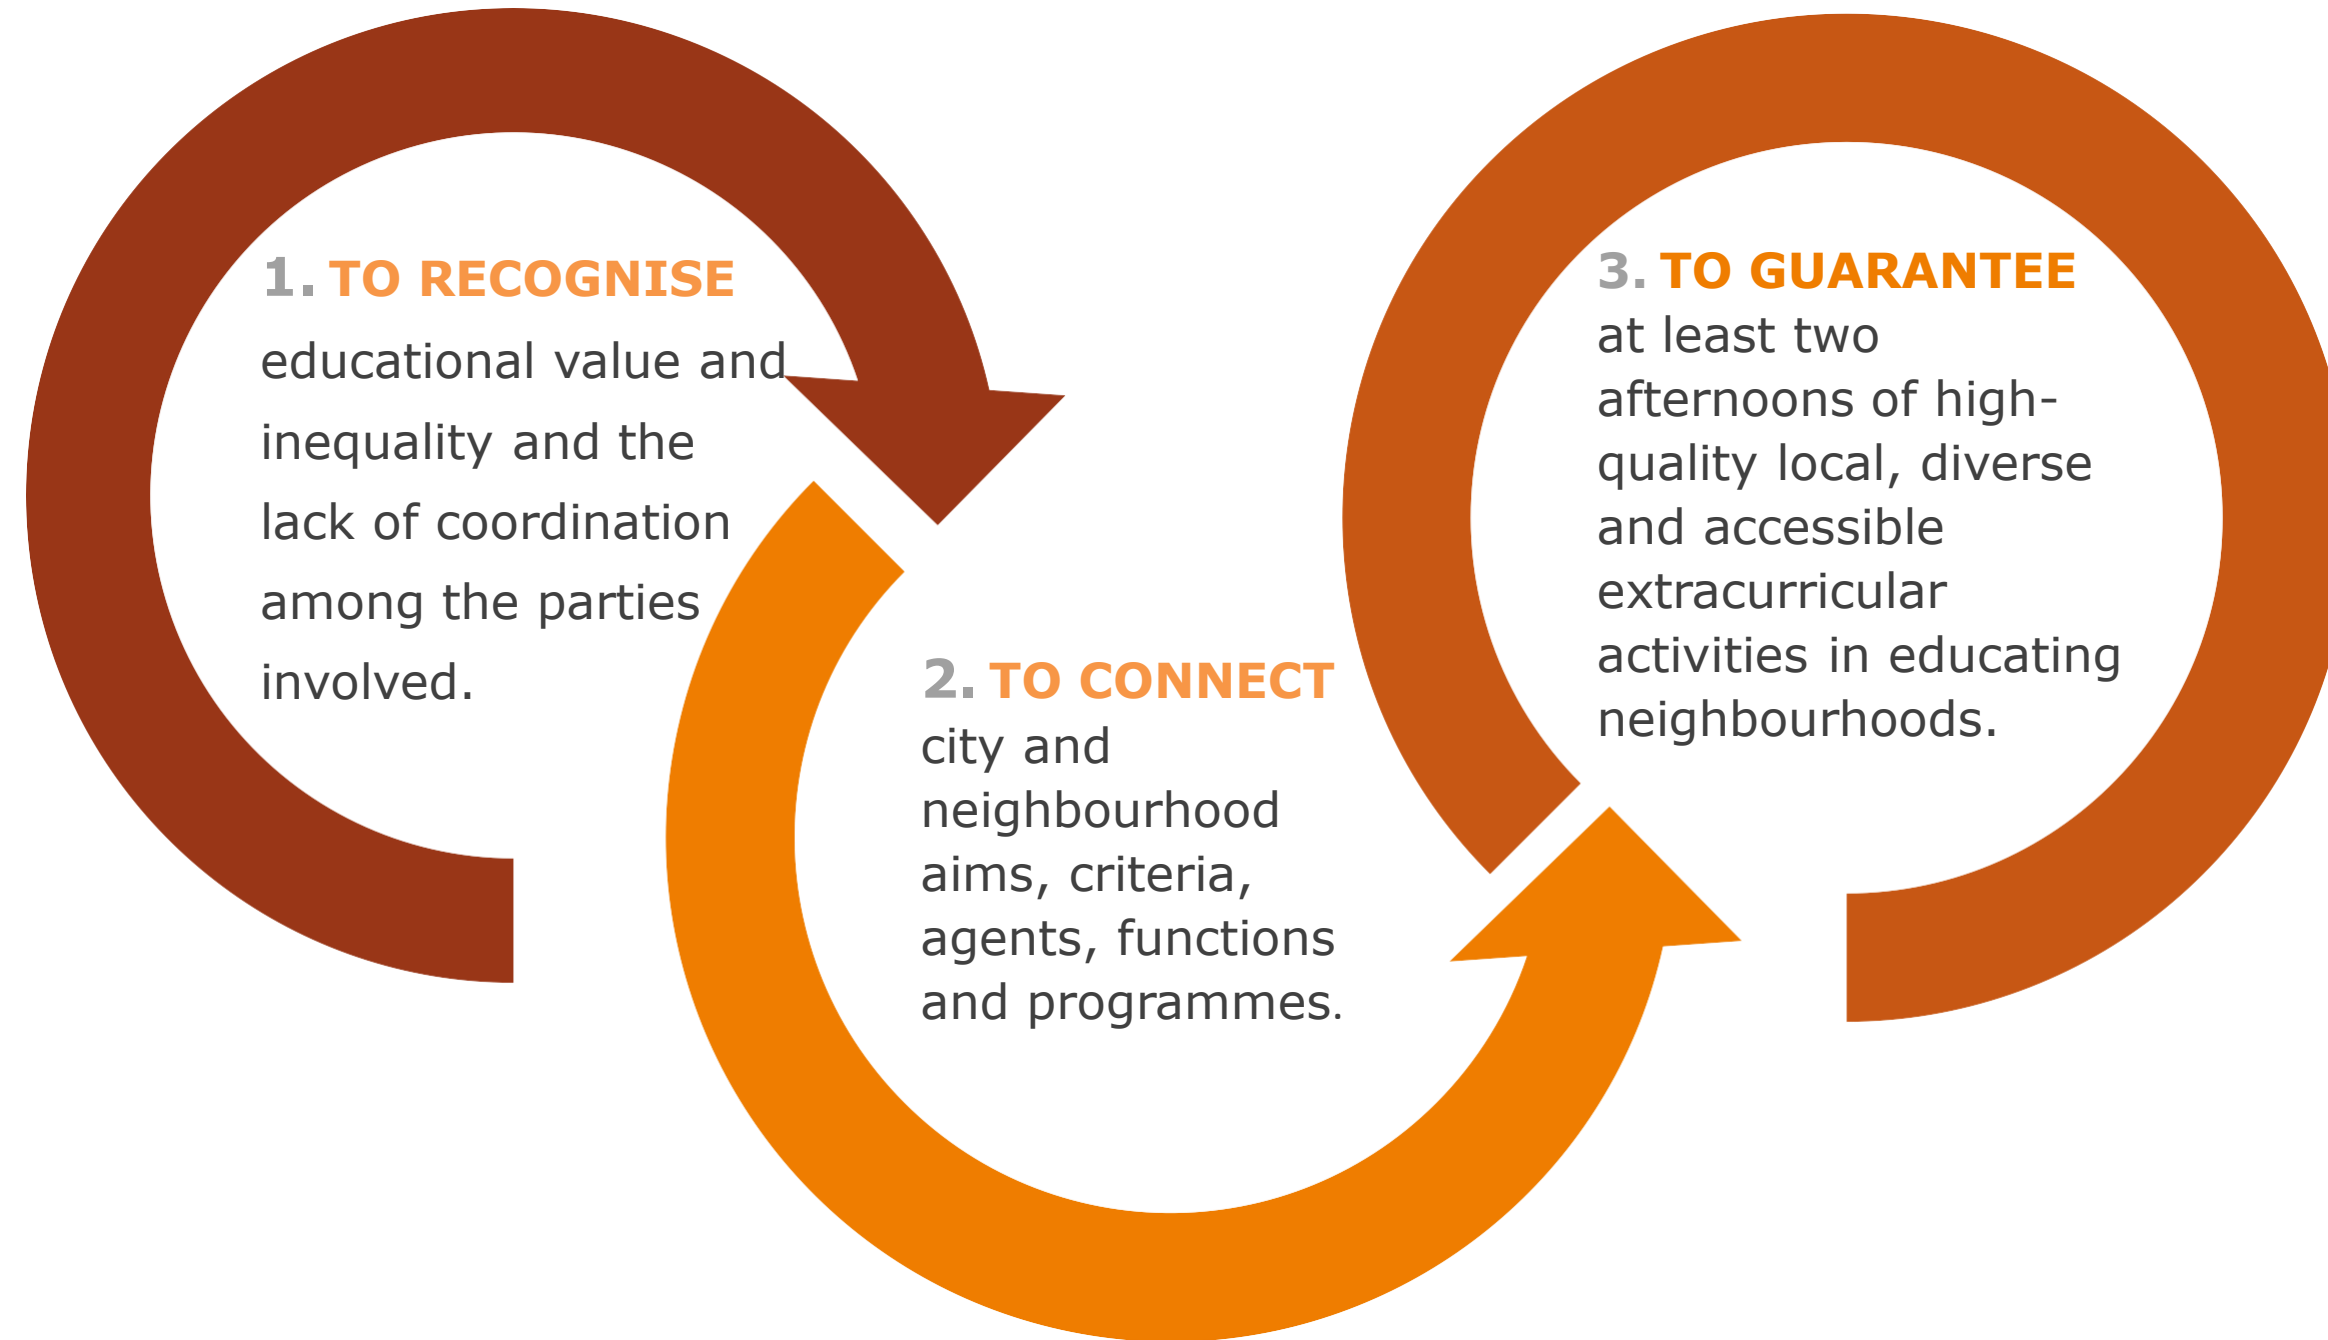 1. TO RECOGNISE
educational value and
inequality and the
lack of coordination
among the parties
involved.
2. TO CONNECT
city and
neighbourhood
aims, criteria,
agents, functions
and programmes.
3. TO GUARANTEE
at least two
afternoons of high-
quality local, diverse
and accessible
extracurricular
activities in educating
neighbourhoods.